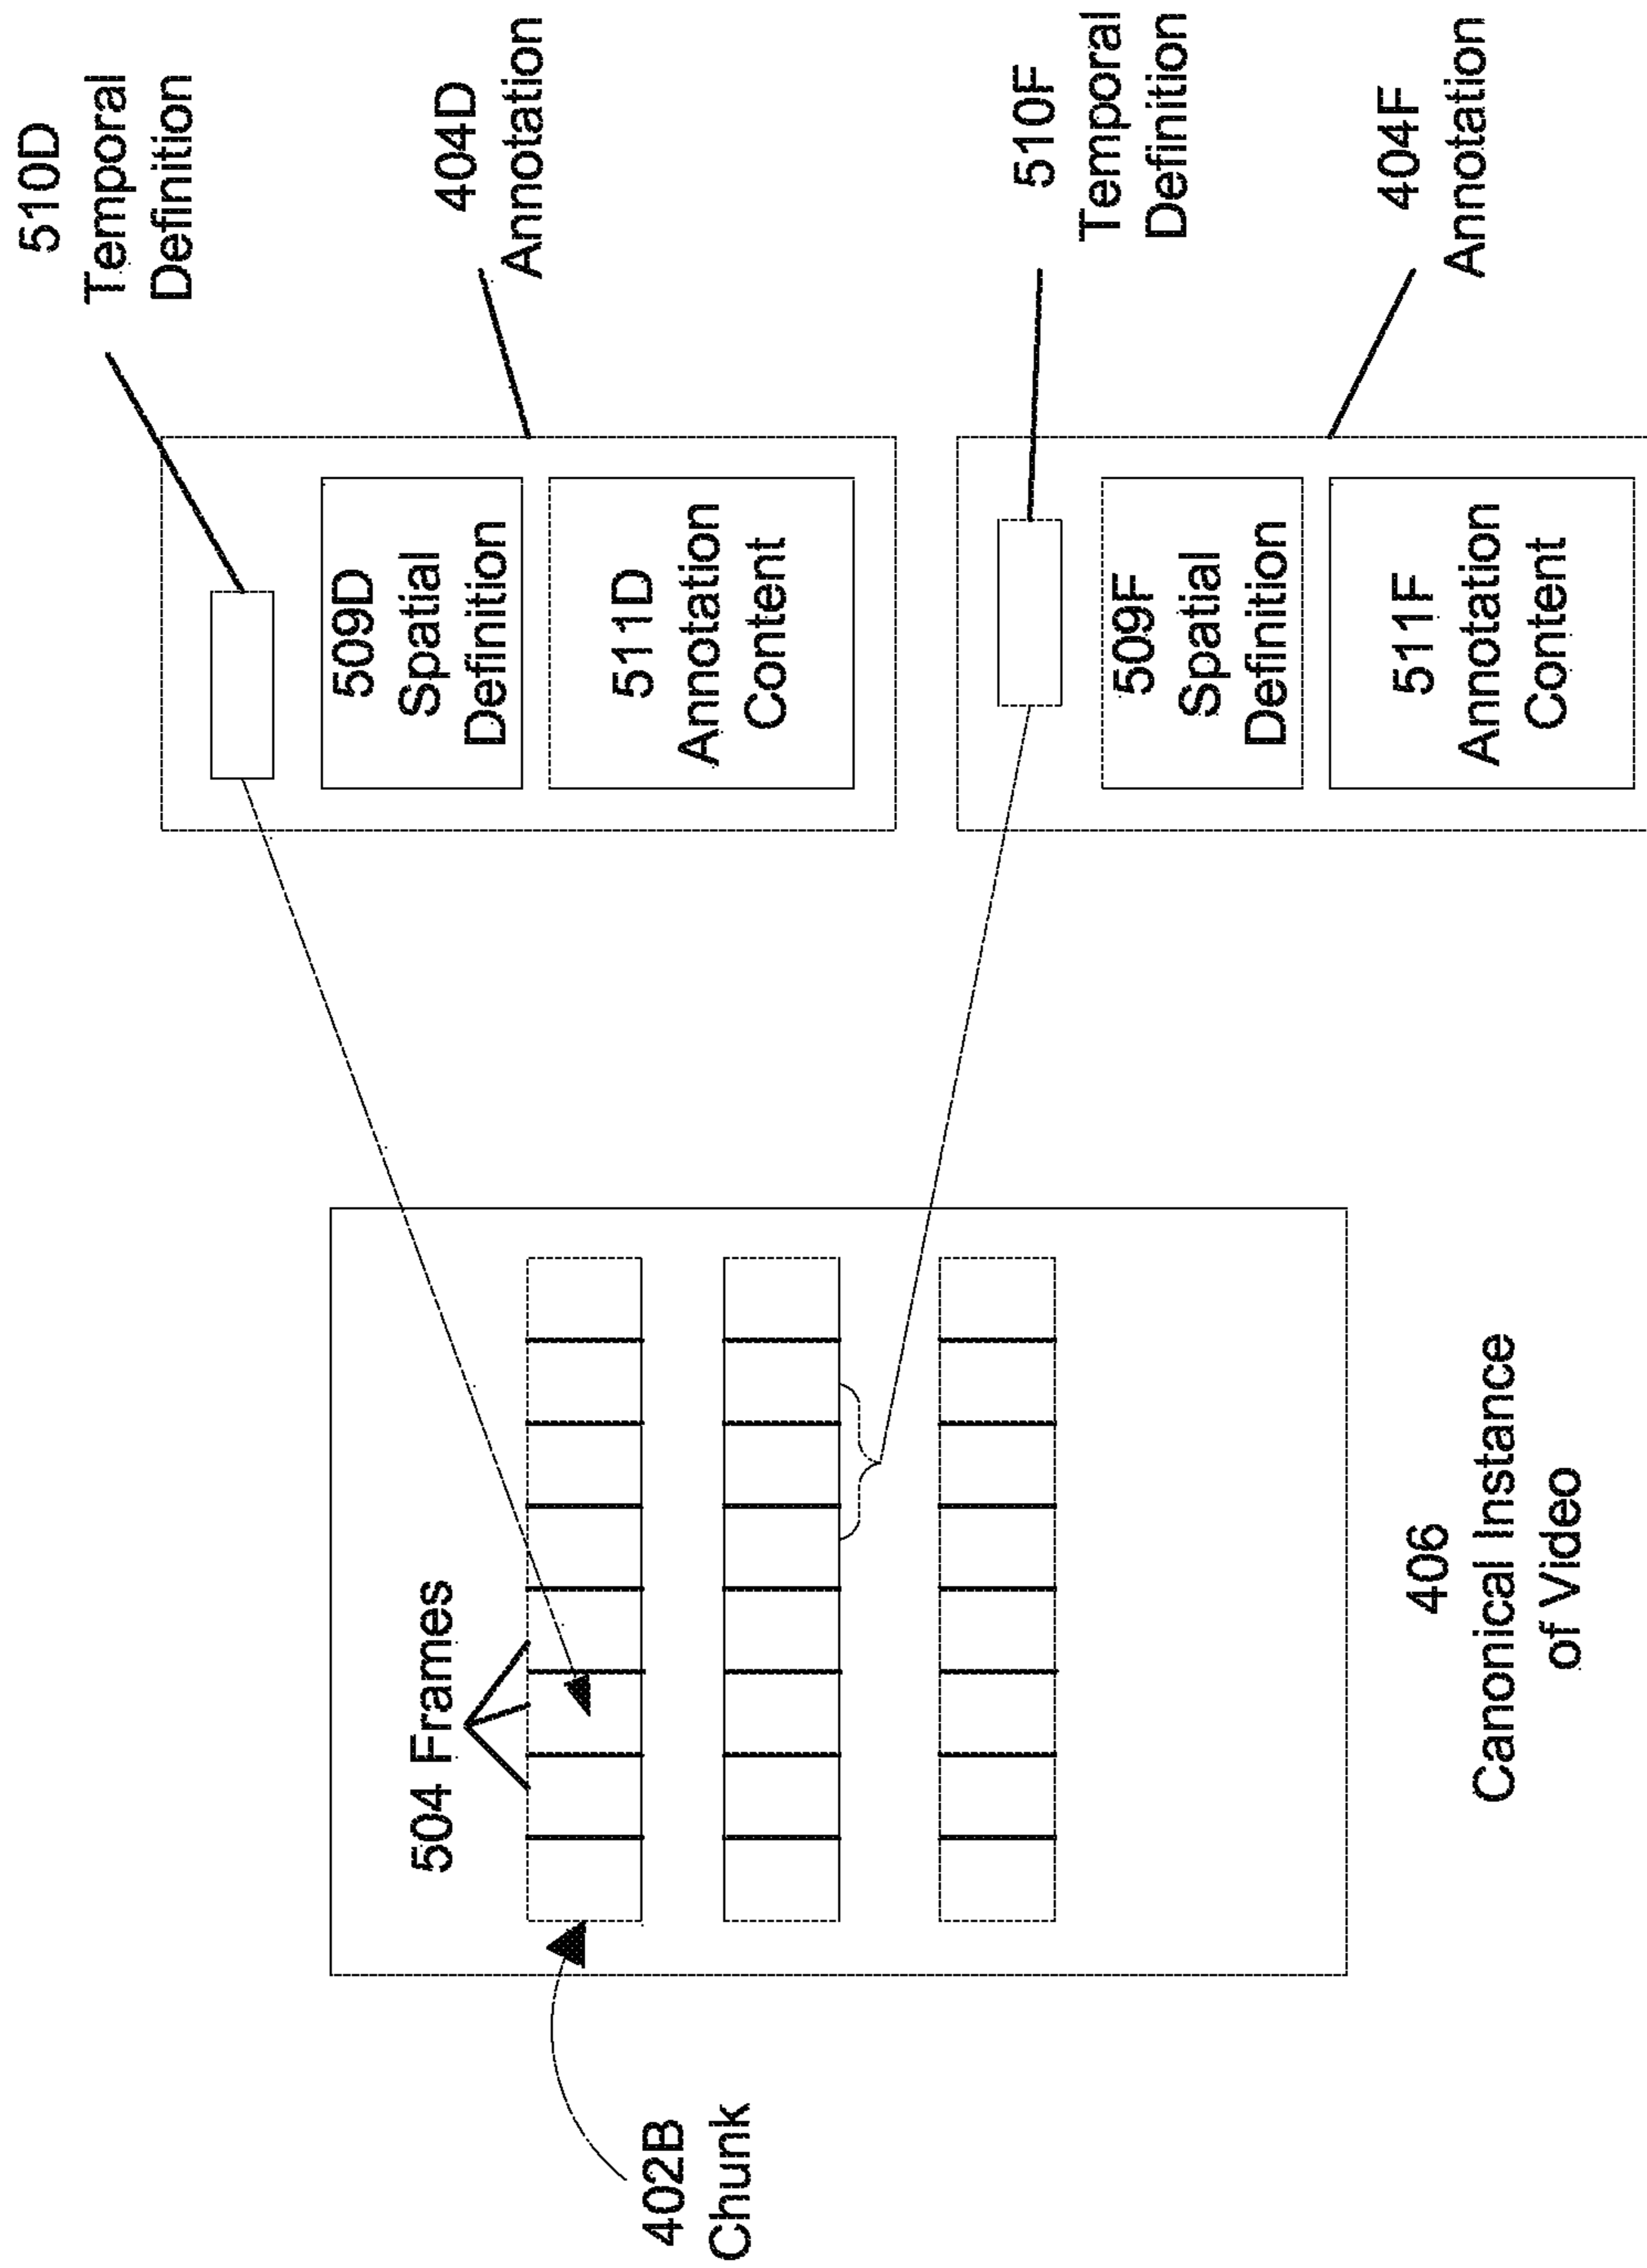 510D
Temporal
Definition
404D
Annotation
509D
Spatial
Definition
511D
Annotation
Content
510F
Temporal
Definition
404F
Annotation
509F
Spatial
Definition
511F
Annotation
Content
504 Frames
402B
Chunk
406
Canonical Instance
of Video